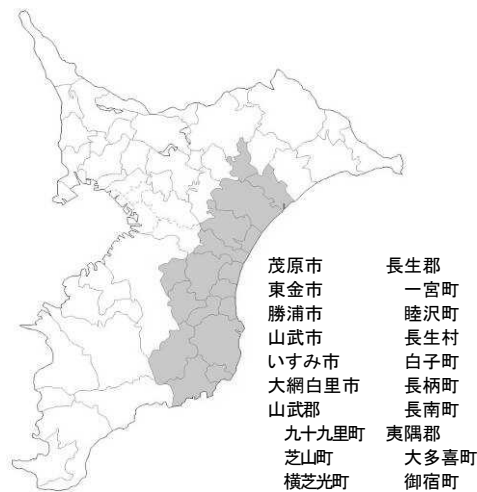 茂原市
東金市
勝浦市
山武市
いすみ市
大網白里市
山武郡
九十九里町
芝山町
横芝光町
長生郡
一宮町
睦沢町
長生村
白子町
長柄町
長南町
夷隅郡
大多喜町
御宿町